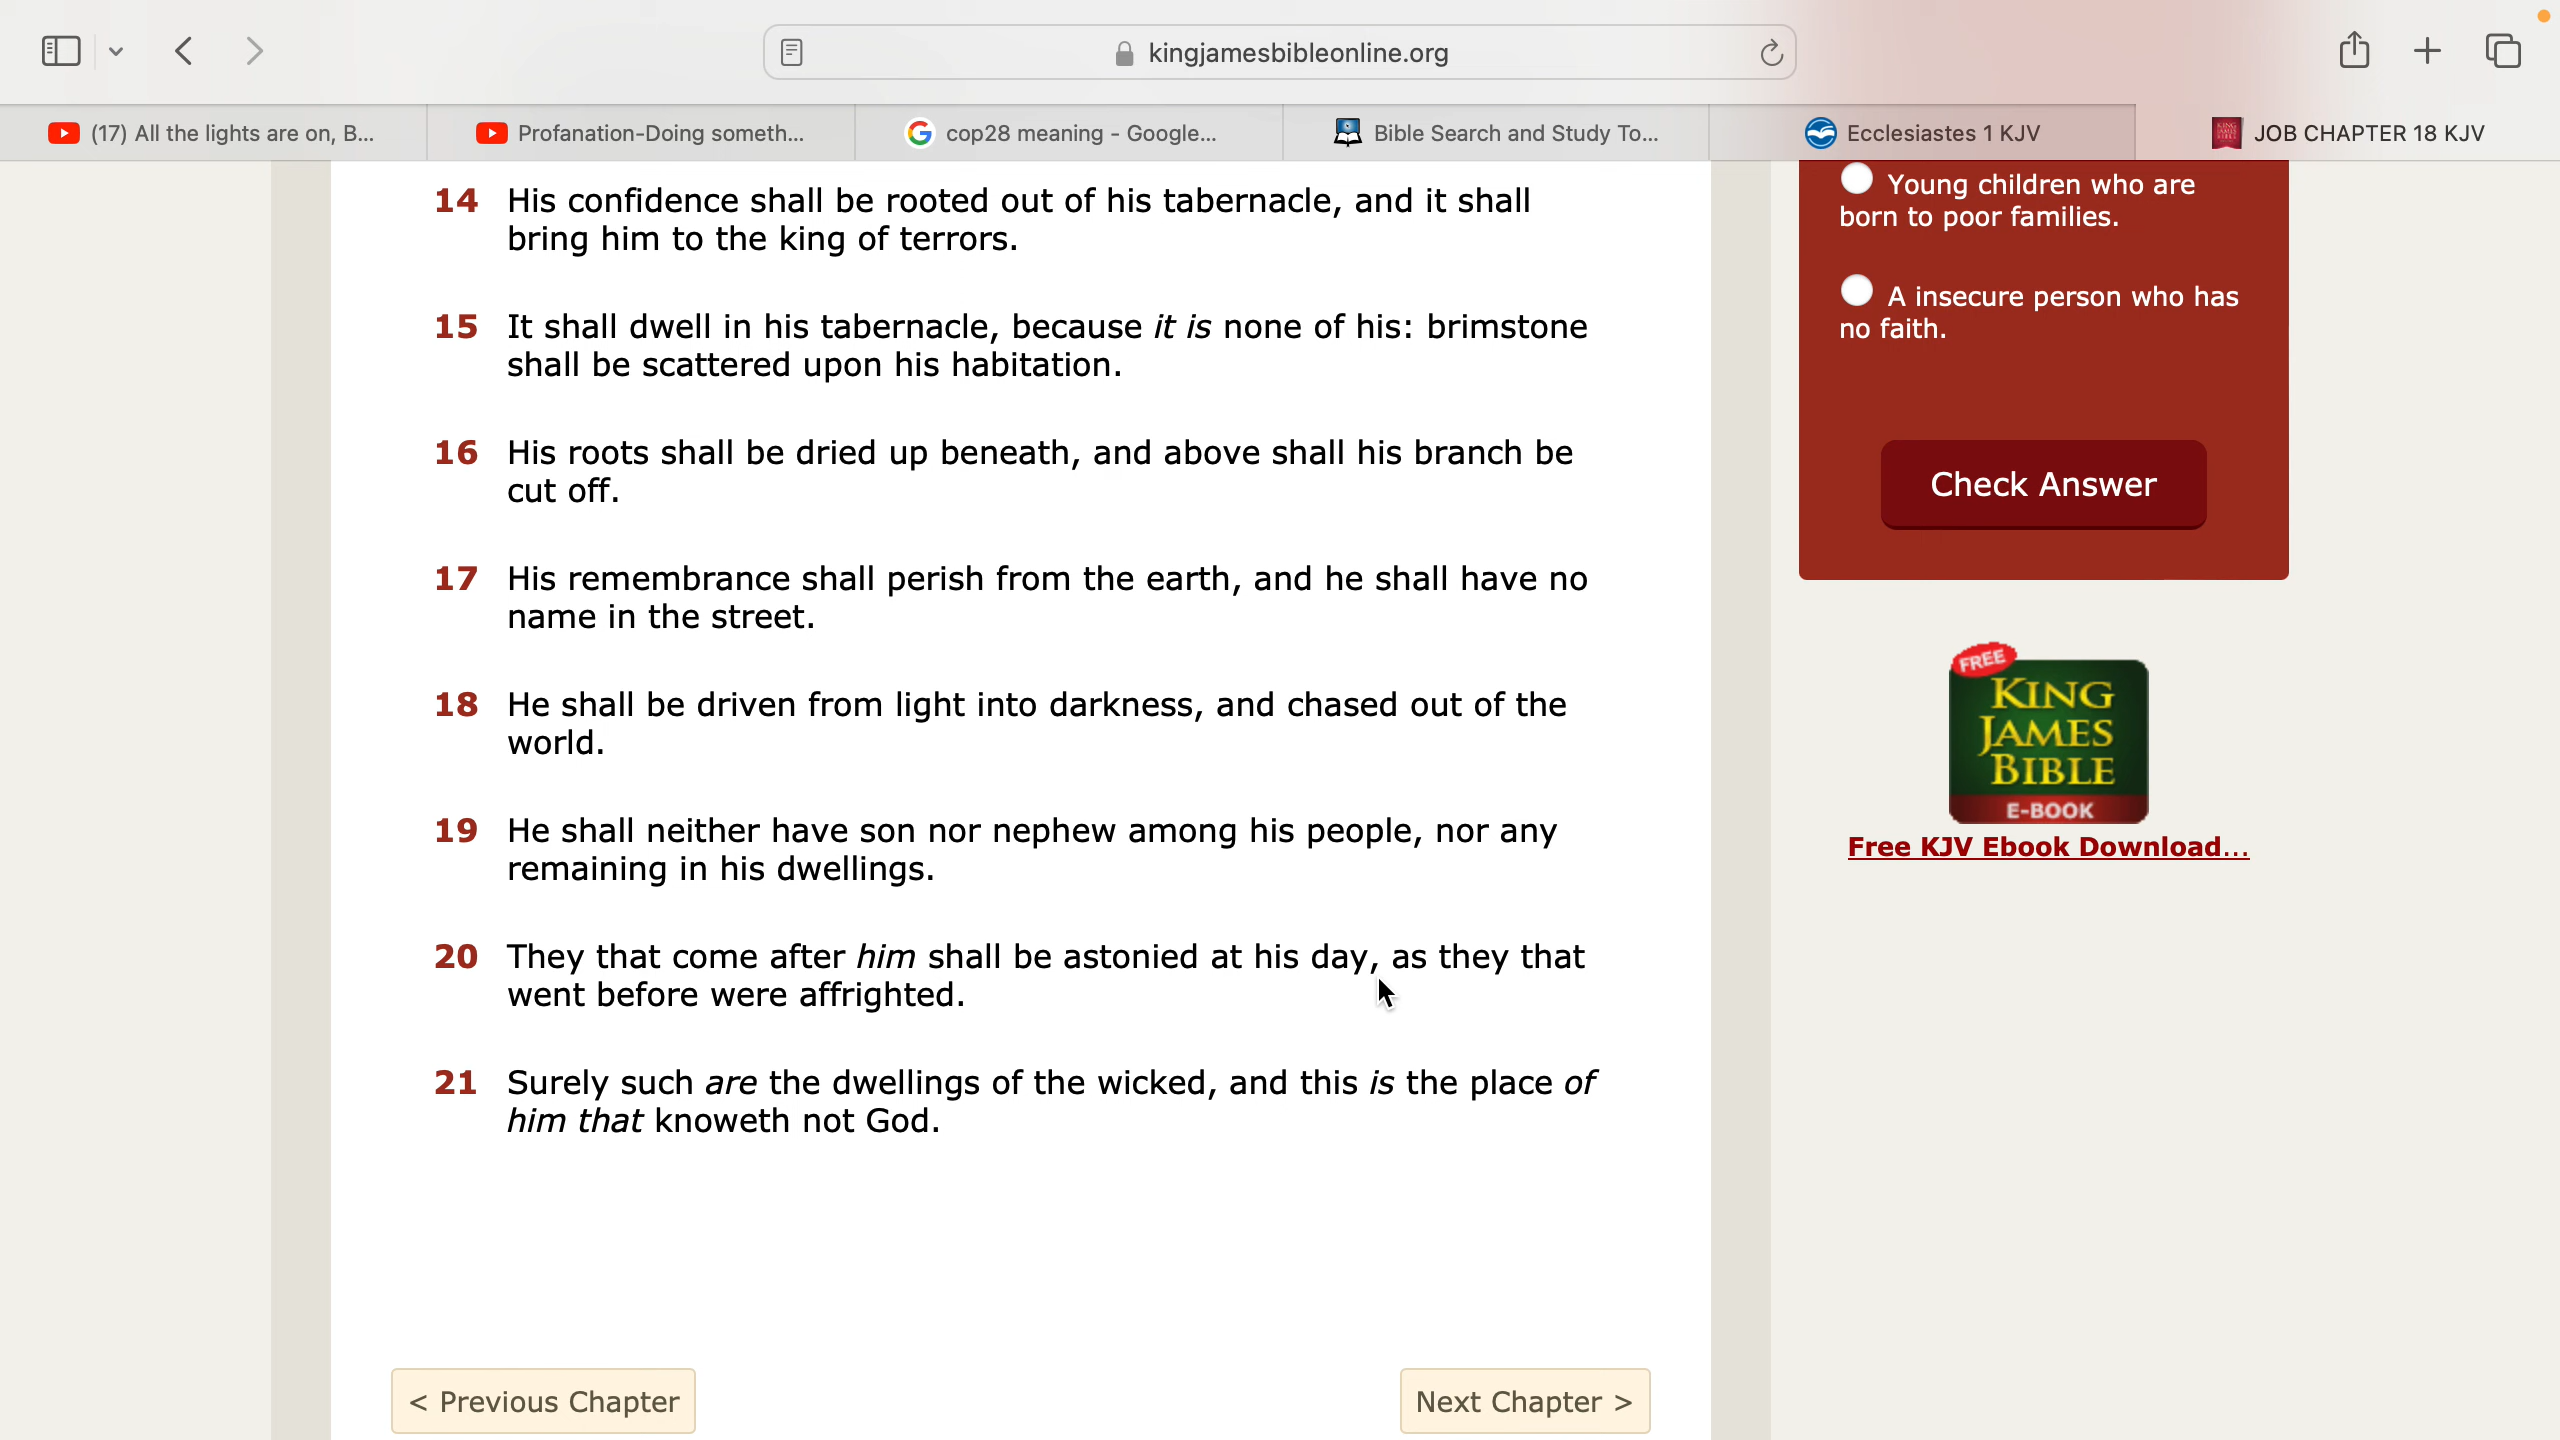 kingjamesbibleonline.org
(17) All the lights are on, B...
Profanation-Doing someth...
cop28 meaning - Google...
Bible Search and Study To...
Ecclesiastes 1 KJV
JOB CHAPTER 18 KJV
14 His confidence shall be rooted out of his tabernacle, and it shall
bring him to the king of terrors.
15 It shall dwell in his tabernacle, because it is none of his: brimstone
shall be scattered upon his habitation.
16 His roots shall be dried up beneath, and above shall his branch be
cut off.
17 His remembrance shall perish from the earth, and he shall have no
name in the street.
18 He shall be driven from light into darkness, and chased out of the
world.
19 He shall neither have son nor nephew among his people, nor any
remaining in his dwellings.
20 They that come after him shall be astonied at his day, as they that
went before were affrighted.
21 Surely such are the dwellings of the wicked, and this is the place of
him that knoweth not God.
< Previous Chapter
Next Chapter >
Young children who are
born to poor families.
A insecure person who has
no faith.
Check Answer
FREE
KING
JAMES
BIBLE
E-BOOK
Free KJV Ebook Download...